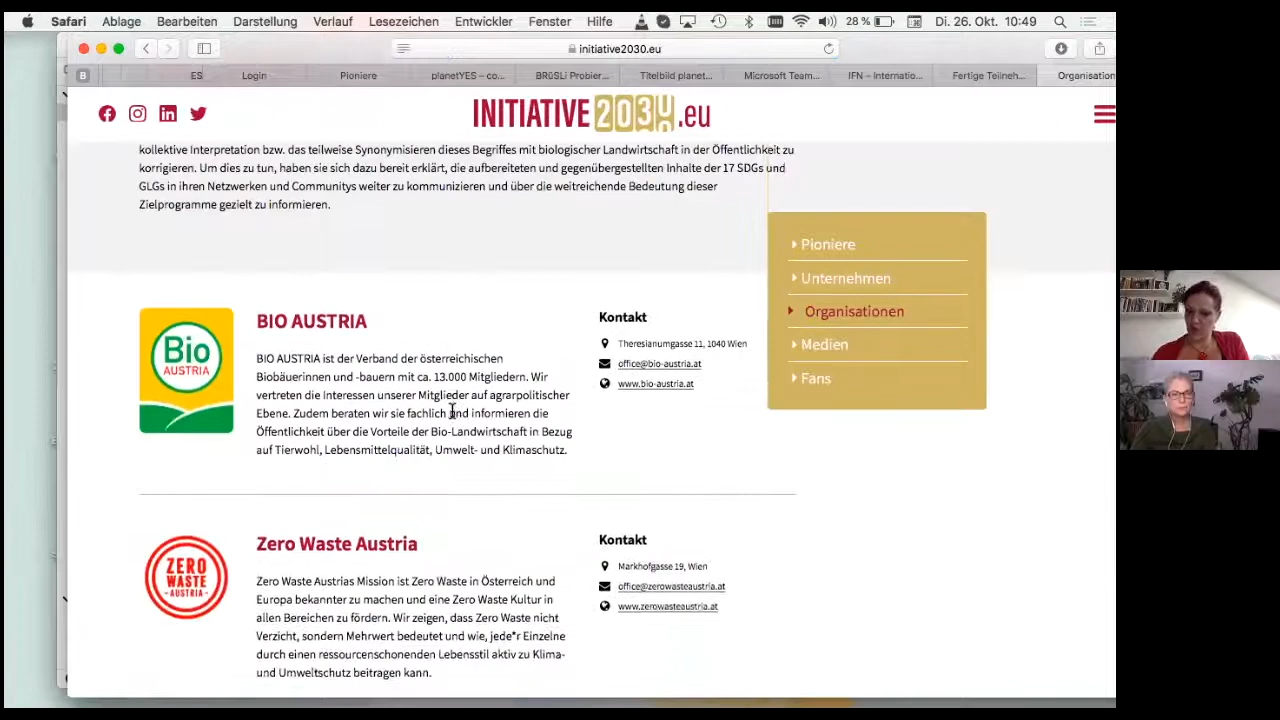 Safari Ablage Bearbeiten Darstellung Verlauf Lesezeichen Entwickler Fenster Hilfe 28 % Di. 26. Okt. 10:49
initiative2030.eu
B ES Login Pioniere planetYES – co... BRüSLi Probier... Titelbild planet... Microsoft Team... IFN – Internatio... Fertige Teilneh... Organisation
INITIATIVE 2030.eu
kollektive Interpretation bzw. das teilweise Synonymisieren dieses Begriffes mit biologischer Landwirtschaft in der Öffentlichkeit zu
korrigieren. Um dies zu tun, haben sie sich dazu bereit erklärt, die aufbereiteten und gegenübergestellten Inhalte der 17 SDGs und
GLGs in ihren Netzwerken und Communitys weiter zu kommunizieren und über die weitreichende Bedeutung dieser
Zielprogramme gezielt zu informieren.
Pioniere
Unternehmen
Organisationen
Medien
Fans
Bio
AUSTRIA
BIO AUSTRIA
BIO AUSTRIA ist der Verband der österreichischen
Biobäuerinnen und -bauern mit ca. 13.000 Mitgliedern. Wir
vertreten die Interessen unserer Mitglieder auf agrarpolitischer
Ebene. Zudem beraten wir sie fachlich und informieren die
Öffentlichkeit über die Vorteile der Bio-Landwirtschaft in Bezug
auf Tierwohl, Lebensmittelqualität, Umwelt- und Klimaschutz.
Kontakt
Theresianumgasse 11, 1040 Wien
office@bio-austria.at
www.bio-austria.at
ZERO
WASTE
AUSTRIA
Zero Waste Austria
Zero Waste Austrias Mission ist Zero Waste in Österreich und
Europa bekannter zu machen und eine Zero Waste Kultur in
allen Bereichen zu fördern. Wir zeigen, dass Zero Waste nicht
Verzicht, sondern Mehrwert bedeutet und wie, jede*r Einzelne
durch einen ressourcenschonenden Lebensstil aktiv zu Klima-
und Umweltschutz beitragen kann.
Kontakt
Markhofgasse 19, Wien
office@zerowasteaustria.at
www.zerowasteaustria.at